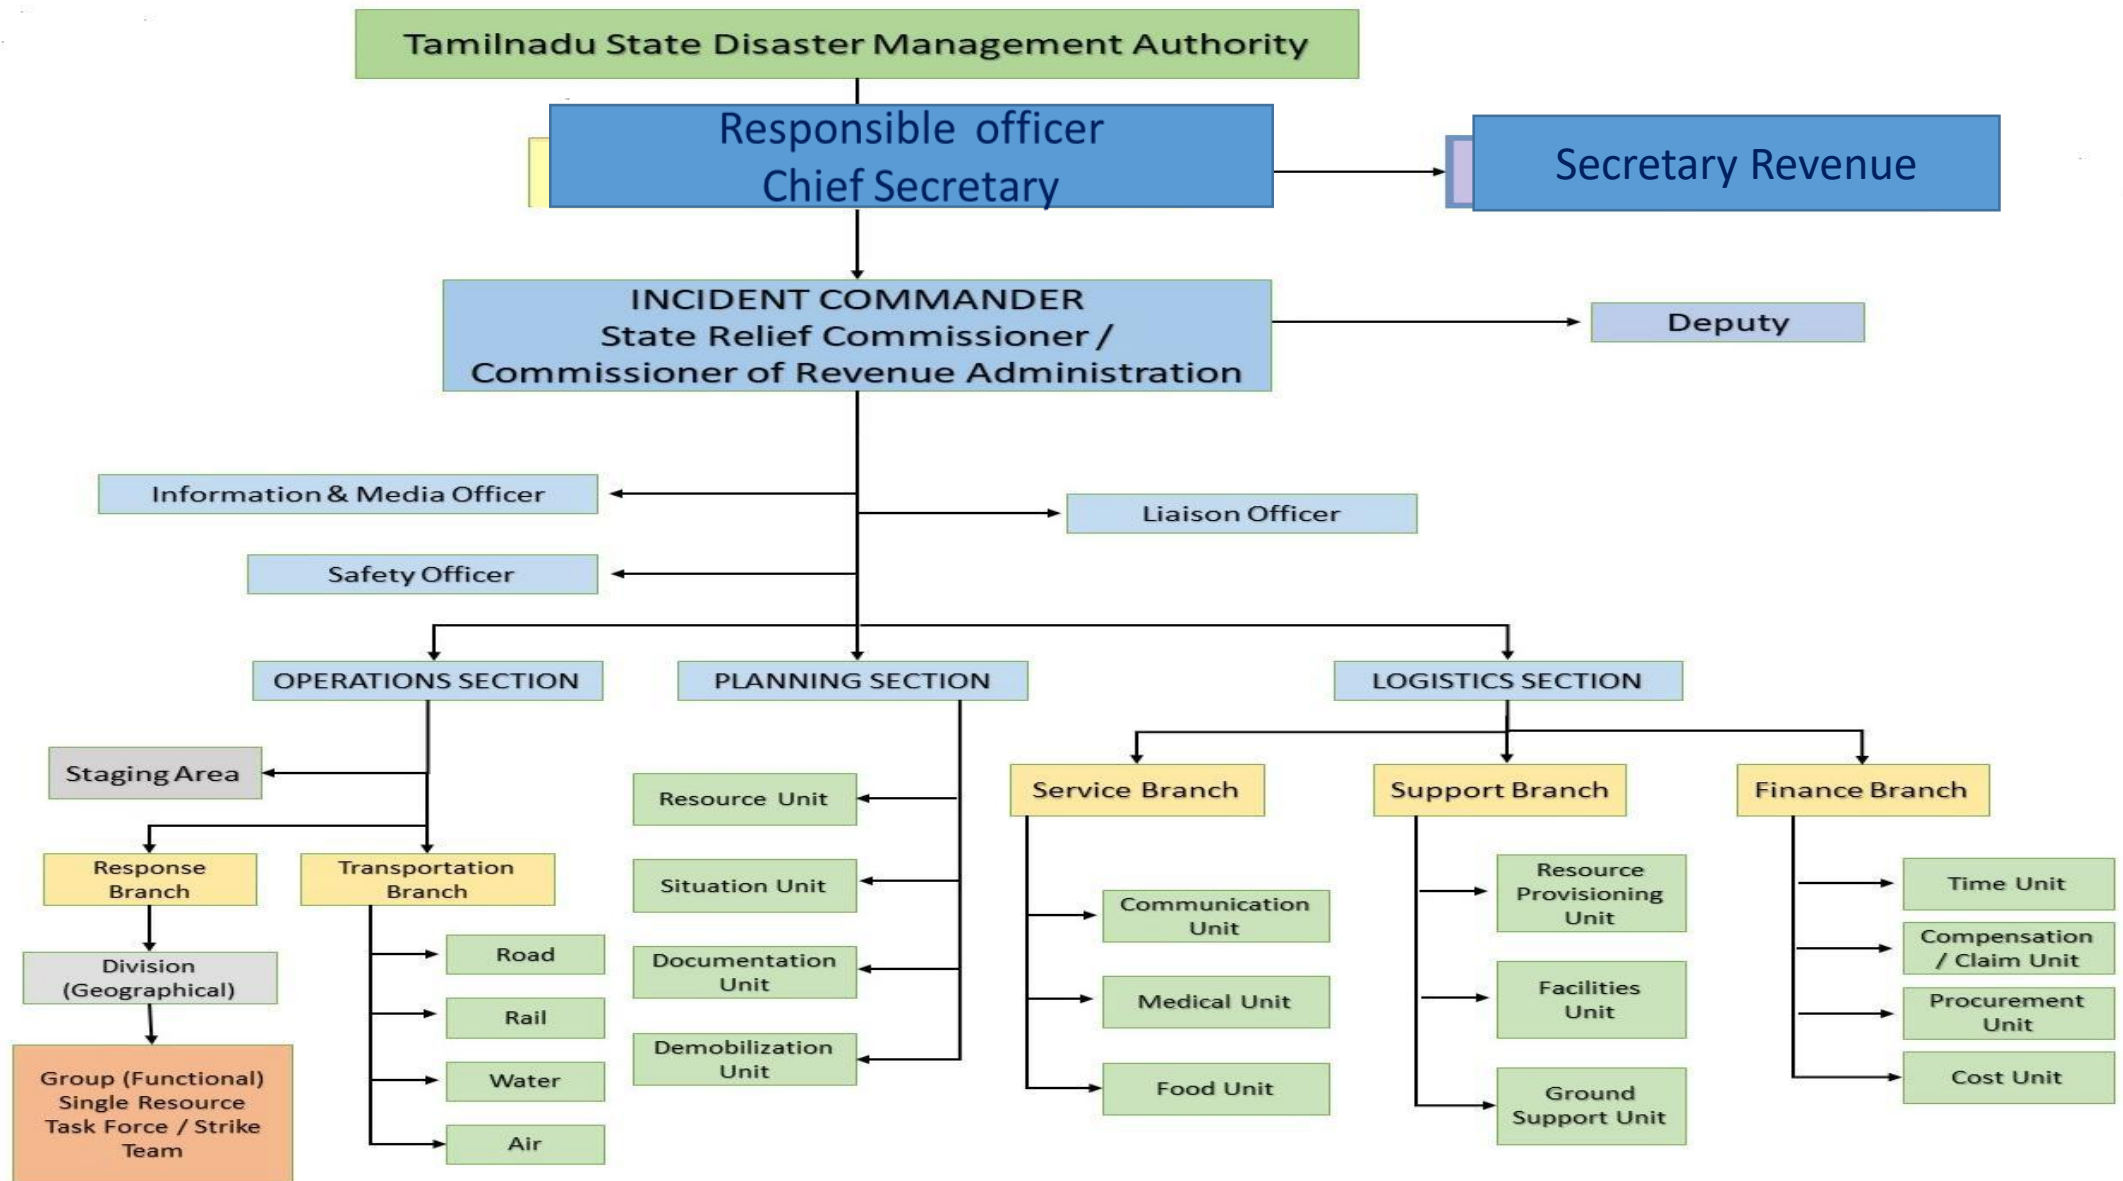 Tamilnadu State Disaster Management Authority
Responsible officer
Chief Secretary
Secretary Revenue
INCIDENT COMMANDER
State Relief Commissioner /
Commissioner of Revenue Administration
Deputy
Information & Media Officer
Liaison Officer
Safety Officer
OPERATIONS SECTION
PLANNING SECTION
LOGISTICS SECTION
Staging Area
Response
Branch
Transportation
Branch
Division
(Geographical)
Group (Functional)
Single Resource
Task Force / Strike
Team
Road
Rail
Water
Air
Resource Unit
Situation Unit
Documentation
Unit
Demobilization
Unit
Service Branch
Support Branch
Finance Branch
Communication
Unit
Medical Unit
Food Unit
Resource
Provisioning
Unit
Facilities
Unit
Ground
Support Unit
Time Unit
Compensation
/ Claim Unit
Procurement
Unit
Cost Unit